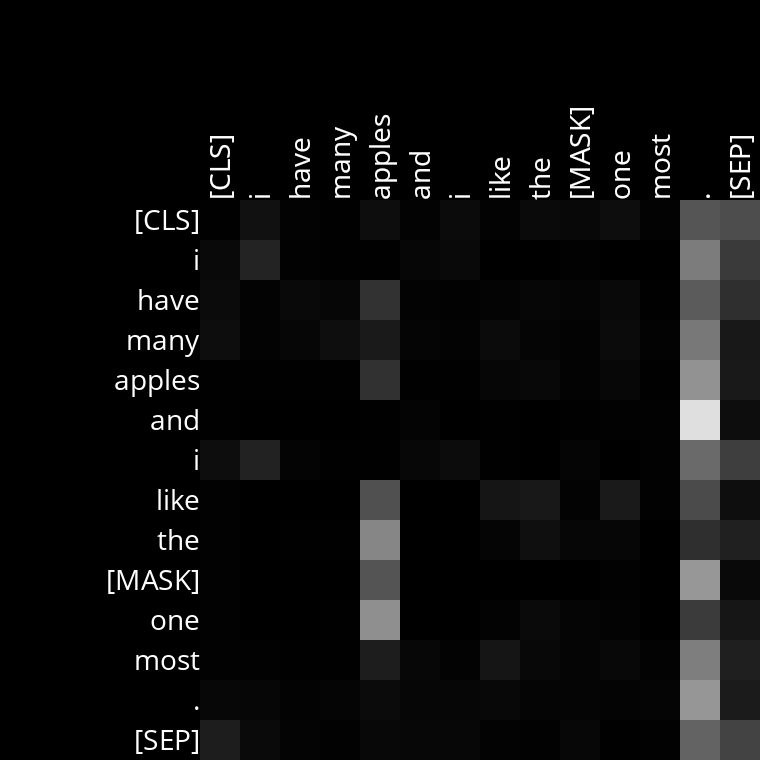 [CLS] i have many apples and i like the [MASK] one most . [SEP]
[CLS]
i
have
many
apples
and
i
like
the
[MASK]
one
most
.
[SEP]